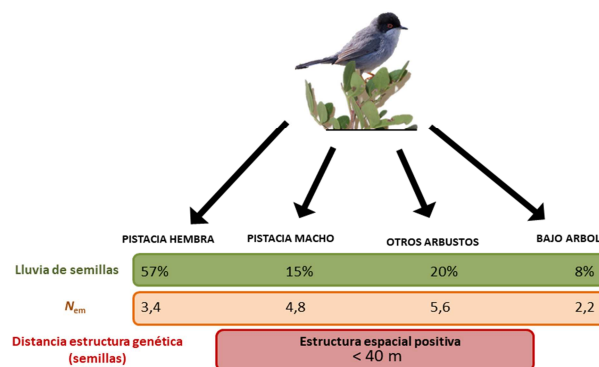 PISTACIA HEMBRA PISTACIA MACHO OTROS ARBUSTOS BAJO ARBOL
Lluvia de semillas 57% 15% 20% 8%
Nem 3,4 4,8 5,6 2,2
Distancia estructura genética Estructura espacial positiva
(semillas) < 40 m